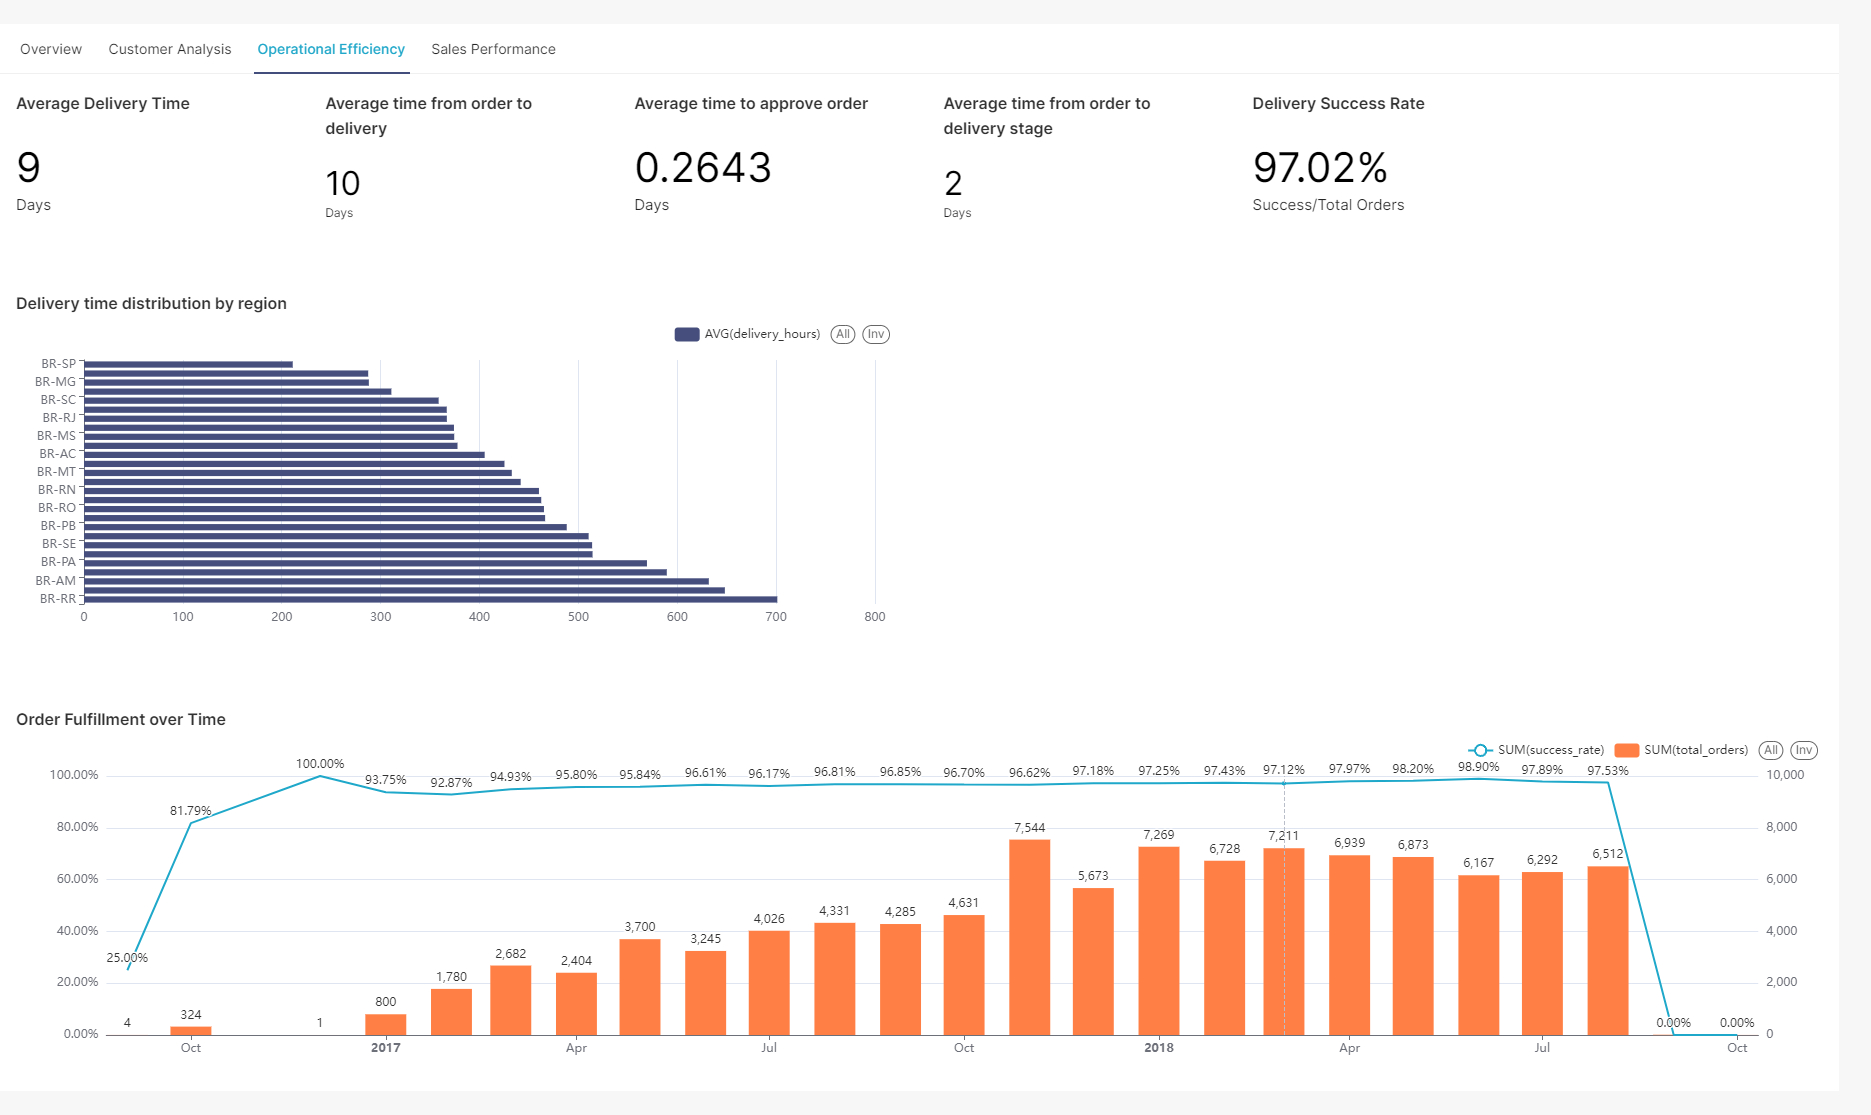 Overview Customer Analysis Operational Efficiency Sales Performance
Average Delivery Time
9
Days
Average time from order to
delivery
10
Days
Average time to approve order
0.2643
Days
Average time from order to
delivery stage
2
Days
Delivery Success Rate
97.02%
Success/Total Orders
Delivery time distribution by region
AVG(delivery_hours) All Inv
BR-SP
BR-MG
BR-SC
BR-RJ
BR-MS
BR-AC
BR-MT
BR-RN
BR-RO
BR-PB
BR-SE
BR-PA
BR-AM
BR-RR
0 100 200 300 400 500 600 700 800
Order Fulfillment over Time
SUM(success_rate) SUM(total_orders) All Inv
100.00%
80.00%
60.00%
40.00%
20.00%
0.00%
25.00% 81.79% 100.00% 93.75% 92.87% 94.93% 95.80% 95.84% 96.61% 96.17% 96.81% 96.85% 96.70% 96.62% 97.18% 97.25% 97.43% 97.12% 97.97% 98.20% 98.90% 97.89% 97.53% 0.00% 0.00%
4 324 1 800 1,780 2,682 2,404 3,700 3,245 4,026 4,331 4,285 4,631 7,544 5,673 7,269 6,728 7,211 6,939 6,873 6,167 6,292 6,512
10,000
8,000
6,000
4,000
2,000
0
Oct 2017 Apr Jul Oct 2018 Apr Jul Oct